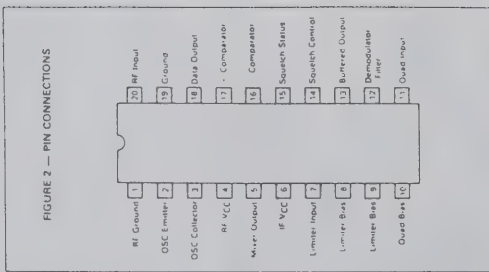 FIGURE 2 — PIN CONNECTIONS
RF Ground 1
OSC Emitter 2
OSC Collector 3
RF VCC 4
Mixer Output 5
IF VCC 6
Limiter Input 7
Limiter Bias 8
Limiter Bias 9
Quad Bias 10
20 RF Input
19 Ground
18 Data Output
17 - Comparator
16 Comparator
15 Squelch Status
14 Squelch Control
13 Buffered Output
12 Demodulator
Filter
11 Quad Input